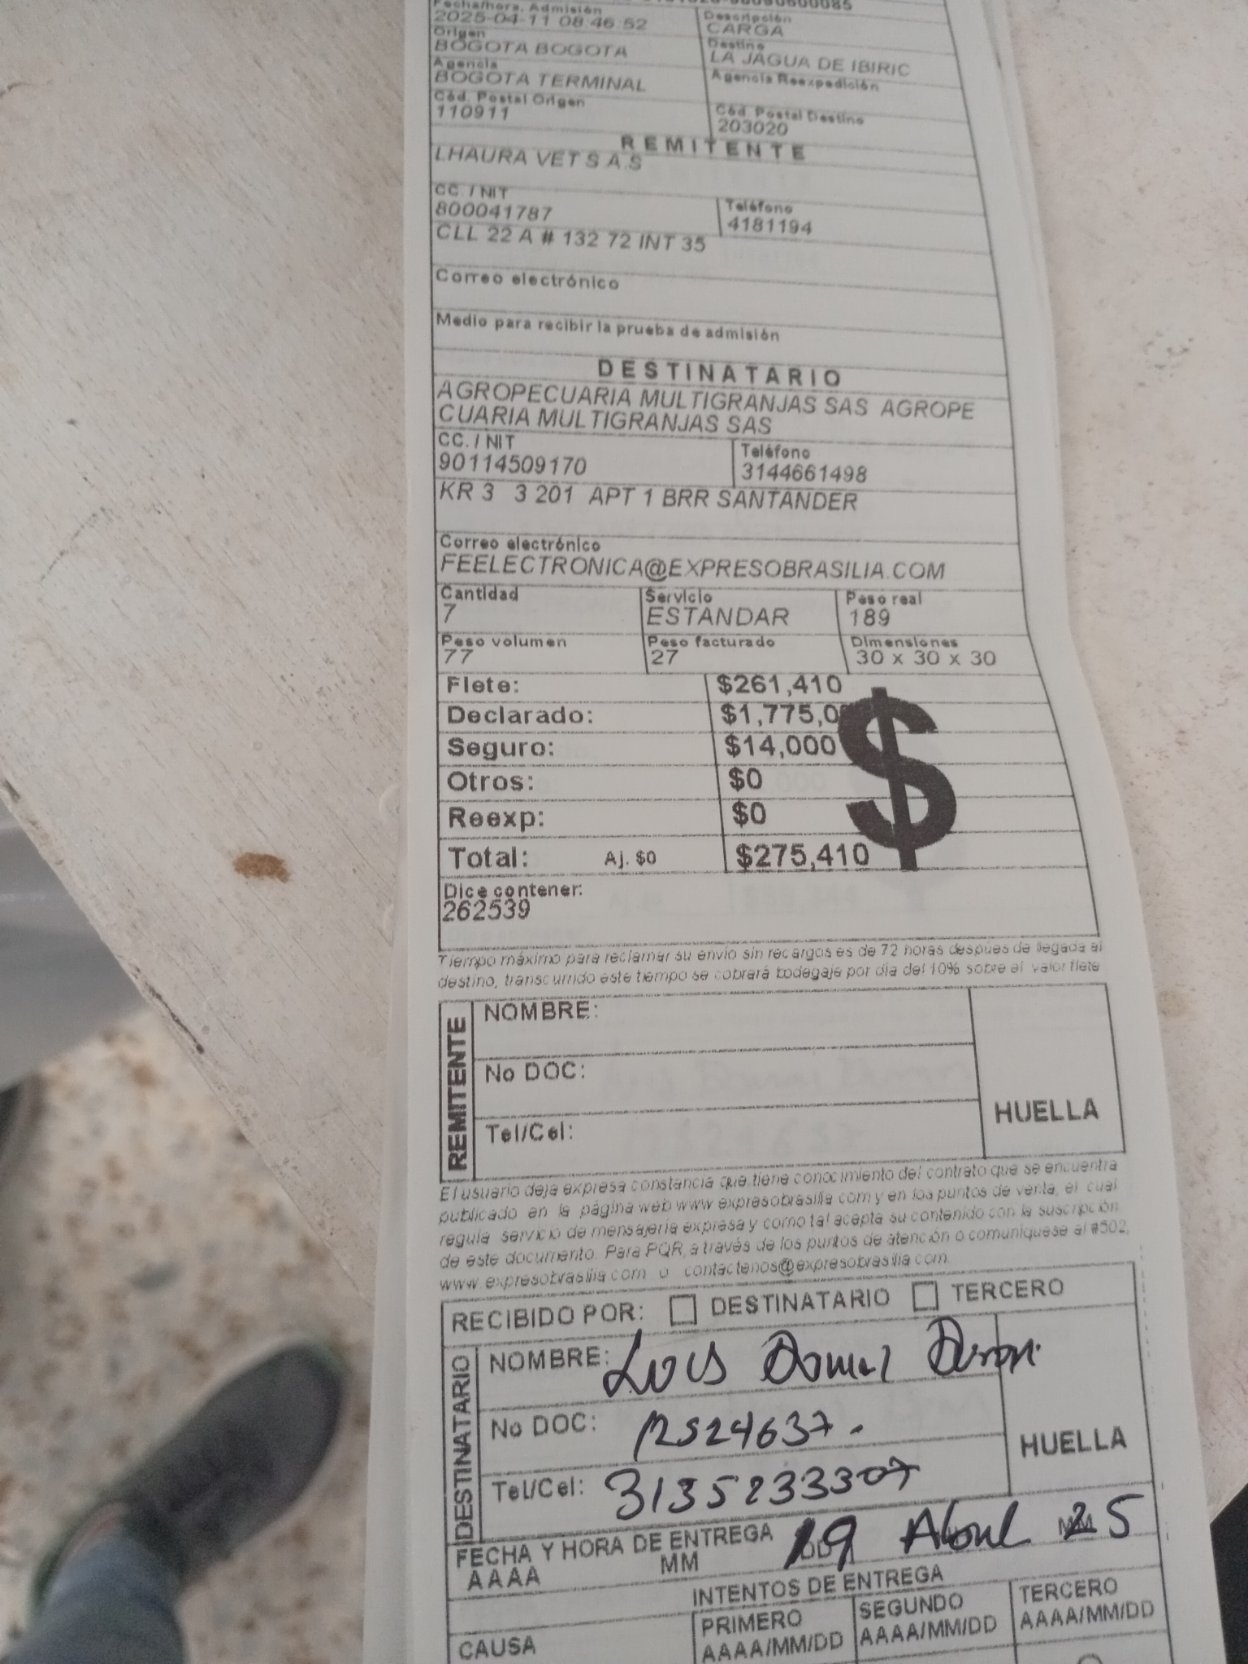 Fecha/hora. Admisión
2025-04-11 08:46:52
Descripción
CARGA
Origen
BOGOTA BOGOTA
Destino
LA JAGUA DE IBIRIC
Agencia
BOGOTA TERMINAL
Agencia Reexpedición
Cód. Postal Origen
110911
Cód. Postal Destino
203020
REMITENTE
LHAURA VET S A.S
CC. / NIT
800041787
Teléfono
4181194
CLL 22 A # 132 72 INT 35
Correo electrónico
Medio para recibir la prueba de admisión
DESTINATARIO
AGROPECUARIA MULTIGRANJAS SAS AGROPE
CUARIA MULTIGRANJAS SAS
CC. / NIT
90114509170
Teléfono
3144661498
KR 3 3 201 APT 1 BRR SANTANDER
Correo electrónico
FEELECTRONICA@EXPRESOBRASILIA.COM
Cantidad
7
Servicio
ESTANDAR
Peso real
189
Peso volumen
77
Peso facturado
27
Dimensiones
30 x 30 x 30
Flete: $261,410
Declarado: $1,775,0
Seguro: $14,000
Otros: $0
Reexp: $0
$
Total: Aj. $0 $275,410
Dice contener:
262539
Tiempo máximo para reclamar su envío sin recargos es de 72 horas después de llegada al
destino, transcurrido este tiempo se cobrará bodegaje por día del 10% sobre el valor flete
REMITENTE
NOMBRE:
No DOC:
Tel/Cel:
HUELLA
El usuario deja expresa constancia que tiene conocimiento del contrato que se encuentra
publicado en la página web www.expresobrasilia.com y en los puntos de venta, el cual
regula servicio de mensajería expresa y como tal acepta su contenido con la suscripción
de este documento. Para PQR, a través de los puntos de atención o comuníquese al #502,
www.expresobrasilia.com o contactenos@expresobrasilia.com
RECIBIDO POR: DESTINATARIO TERCERO
DESTINATARIO
NOMBRE: Luis
No DOC: 12524637.
Tel/Cel: 3135233307
HUELLA
FECHA Y HORA DE ENTREGA 19 Abril 25
AAAA MM DD MM
INTENTOS DE ENTREGA
CAUSA
PRIMERO
AAAA/MM/DD
SEGUNDO
AAAA/MM/DD
TERCERO
AAAA/MM/DD